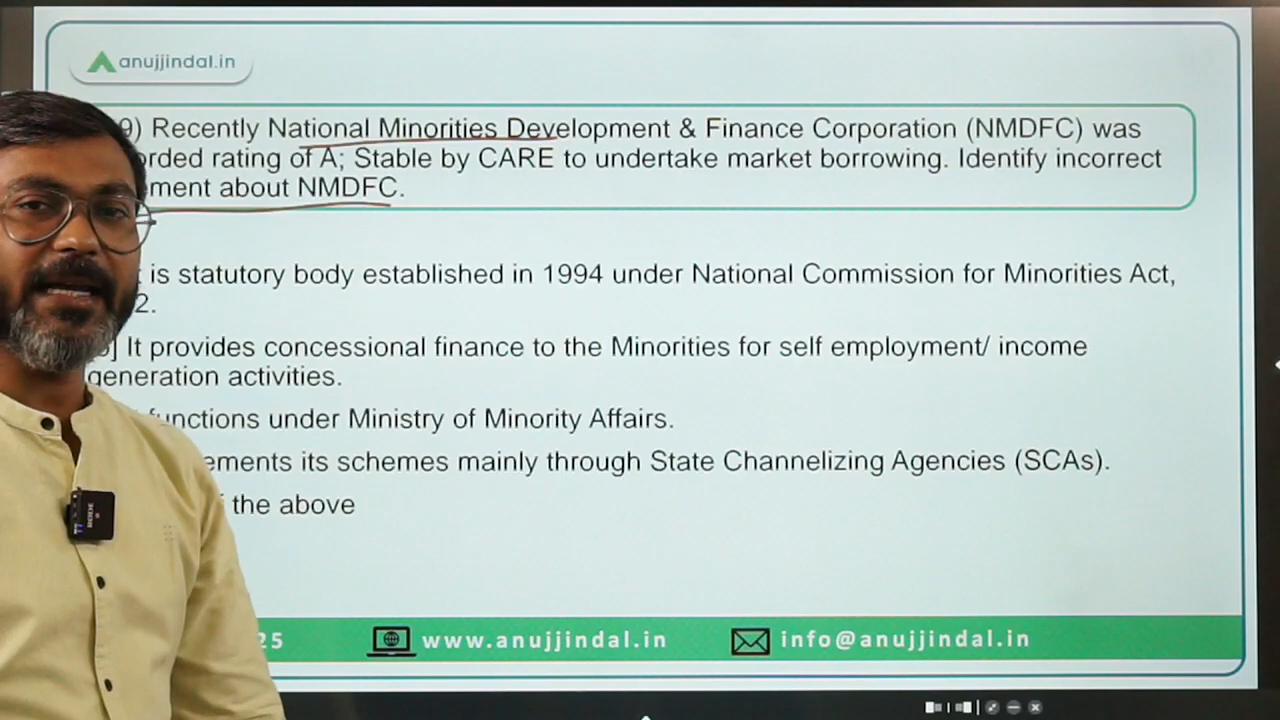 anujjindal.in
9) Recently National Minorities Development & Finance Corporation (NMDFC) was
rating of A; Stable by CARE to undertake market borrowing. Identify incorrect
about NMDFC.
is statutory body established in 1994 under National Commission for Minorities Act,
2.
It provides concessional finance to the Minorities for self employment/ income
generation activities.
functions under Ministry of Minority Affairs.
its schemes mainly through State Channelizing Agencies (SCAs).
the above
25
www.anujjindal.in
info@anujjindal.in
RODE